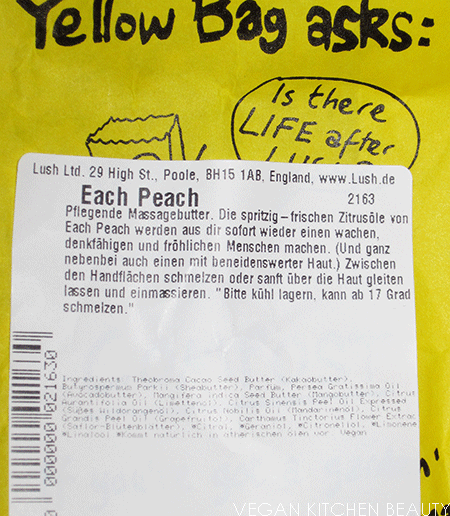 Yellow Bag asks:
Is there
LIFE after
Lush Ltd. 29 High St., Poole, BH15 1AB, England, www.Lush.de
Each Peach 2163
Pflegende Massagebutter. Die spritzig-frischen Zitrusöle von
Each Peach werden aus dir sofort wieder einen wachen,
denkfähigen und fröhlichen Menschen machen. (Und ganz
nebenbei auch einen mit beneidenswerter Haut.) Zwischen
den Handflächen schmelzen oder sanft über die Haut gleiten
lassen und einmassieren. "Bitte kühl lagern, kann ab 17 Grad
schmelzen."
Ingredients: Theobroma Cacao Seed Butter (Kakaobutter),
Butyrospermum Parkii (Sheabutter), Parfüm, Persea Gratissima Oil
(Avocadobutter), Mangifera Indica Seed Butter (Mangobutter), Citrus
Aurantifolia Oil (Limettenöl), Citrus Sinensis Peel Oil Expressed
(Süßes Wildorangenöl), Citrus Nobilis Oil (Mandarinenöl), Citrus
Grandis Peel Oil (Grapefruitöl), Carthamus Tinctorius Flower Extrac
(Saflor-Blütenblätter), *Citral, *Geraniol, *Citronellol, *Limonene
*Linalool *Kommt natürlich in ätherischen ölen vor Vegan
0000000021630
VEGAN KITCHEN BEAUTY